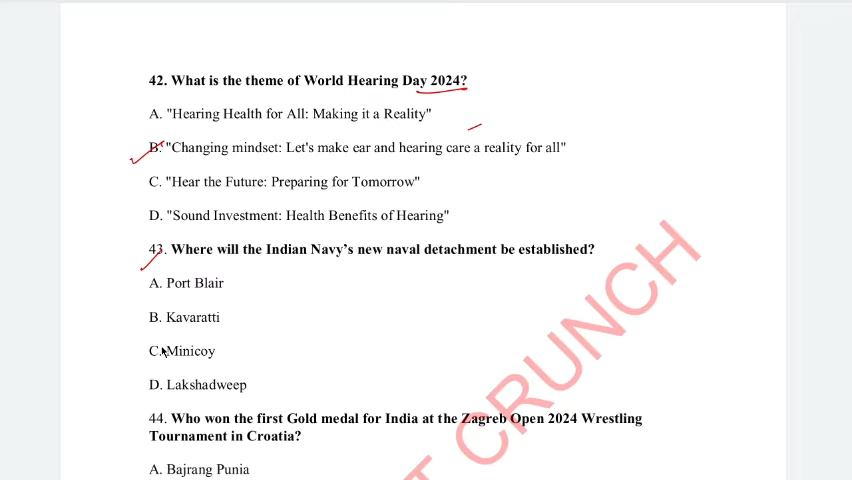 42. What is the theme of World Hearing Day 2024?
A. "Hearing Health for All: Making it a Reality"
B. "Changing mindset: Let's make ear and hearing care a reality for all"
C. "Hear the Future: Preparing for Tomorrow"
D. "Sound Investment: Health Benefits of Hearing"
43. Where will the Indian Navy’s new naval detachment be established?
A. Port Blair
B. Kavaratti
C. Minicoy
D. Lakshadweep
44. Who won the first Gold medal for India at the Zagreb Open 2024 Wrestling
Tournament in Croatia?
A. Bajrang Punia
T CRUNCH